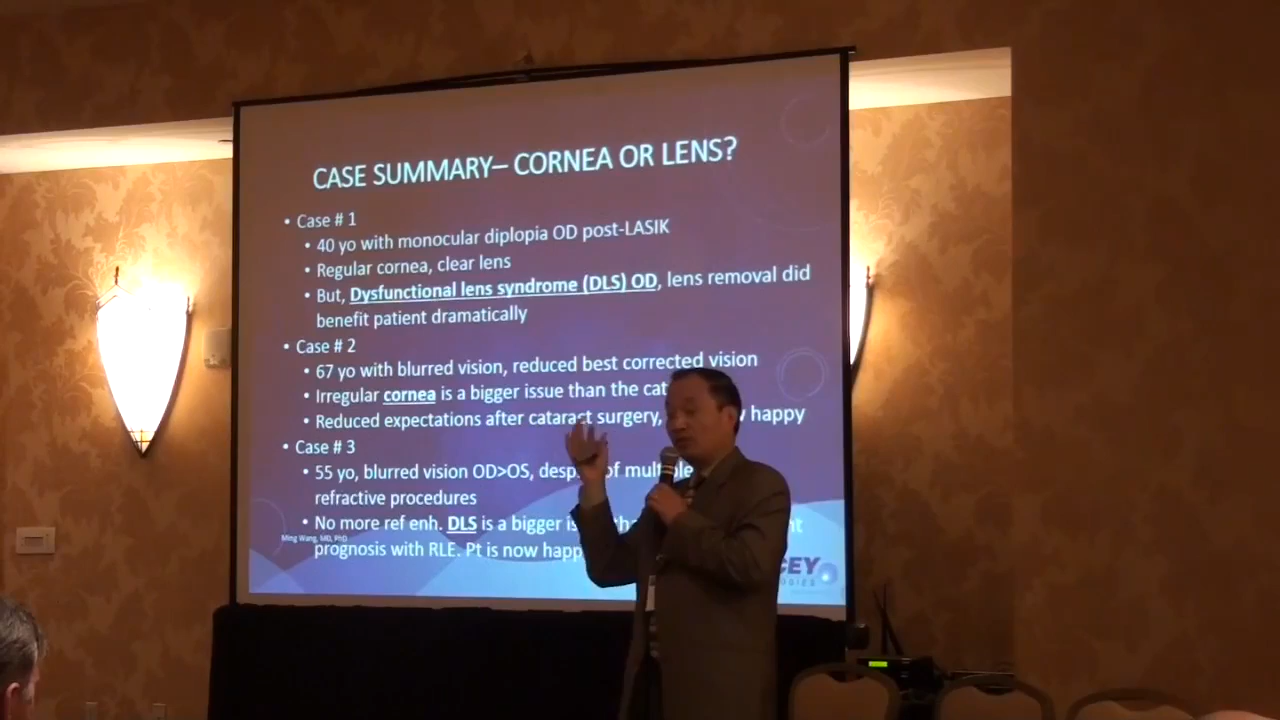 CASE SUMMARY– CORNEA OR LENS?
• Case # 1
• 40 yo with monocular diplopia OD post-LASIK
• Regular cornea, clear lens
• But, Dysfunctional lens syndrome (DLS) OD, lens removal did
benefit patient dramatically
• Case # 2
• 67 yo with blurred vision, reduced best corrected vision
• Irregular cornea is a bigger issue than the cat
• Reduced expectations after cataract surgery, happy
• Case # 3
• 55 yo, blurred vision OD>OS, of multiple
refractive procedures
• No more ref enh. DLS is a bigger
Ming Wang, MD, PhD
prognosis with RLE. Pt is now happ
CEY